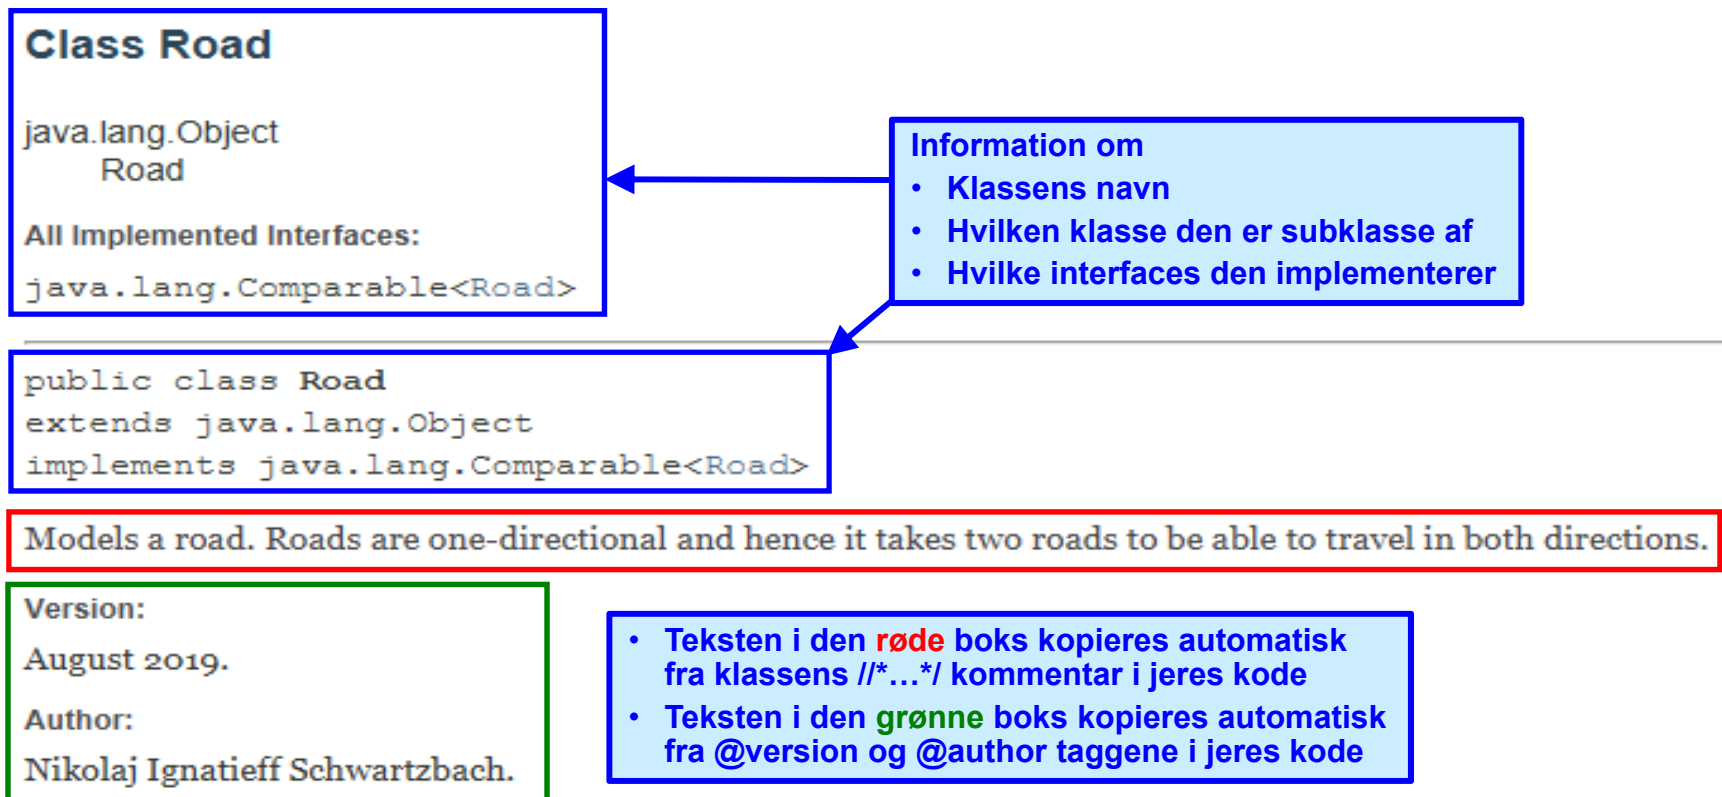 Class Road
java.lang.Object
Road
All Implemented Interfaces:
java.lang.Comparable<Road>
Information om
• Klassens navn
• Hvilken klasse den er subklasse af
• Hvilke interfaces den implementerer
public class Road
extends java.lang.Object
implements java.lang.Comparable<Road>
Models a road. Roads are one-directional and hence it takes two roads to be able to travel in both directions.
Version:
August 2019.
Author:
Nikolaj Ignatieff Schwartzbach.
• Teksten i den røde boks kopieres automatisk
fra klassens //*…*/ kommentar i jeres kode
• Teksten i den grønne boks kopieres automatisk
fra @version og @author taggene i jeres kode